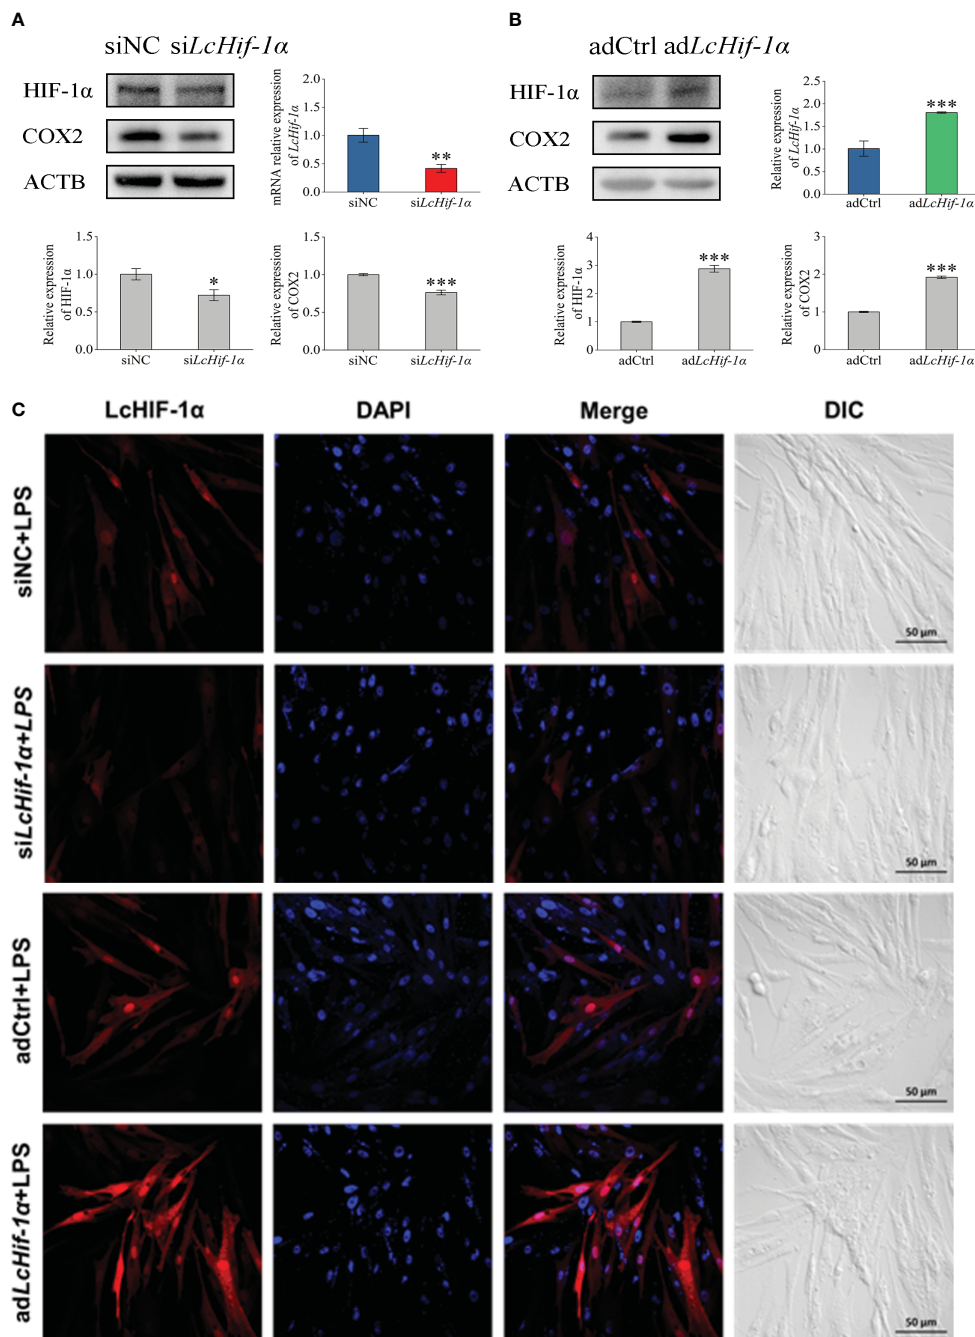 A
siNC siLcHif-1α
HIF-1α
COX2
ACTB
mRNA relative expression
of LcHif-1α
2.0
1.5
1.0
0.5
0.0
**
siNC siLcHif-1α
Relative expression
of HIF-1α
1.5
1.0
0.5
0.0
*
siNC siLcHif-1α
Relative expression
of COX2
1.5
1.0
0.5
0.0
***
siNC siLcHif-1α
B
adCtrl adLcHif-1α
HIF-1α
COX2
ACTB
Relative expression
of LcHif-1α
2.5
2.0
1.5
1.0
0.5
0.0
***
adCtrl adLcHif-1α
Relative expression
of HIF-1α
4
3
2
1
0
***
adCtrl adLcHif-1α
Relative expression
of COX2
3
2
1
0
***
adCtrl adLcHif-1α
C
LcHIF-1α DAPI Merge DIC
siNC+LPS
50 μm
siLcHif-1α+LPS
50 μm
adCtrl+LPS
50 μm
adLcHif-1α+LPS
50 μm